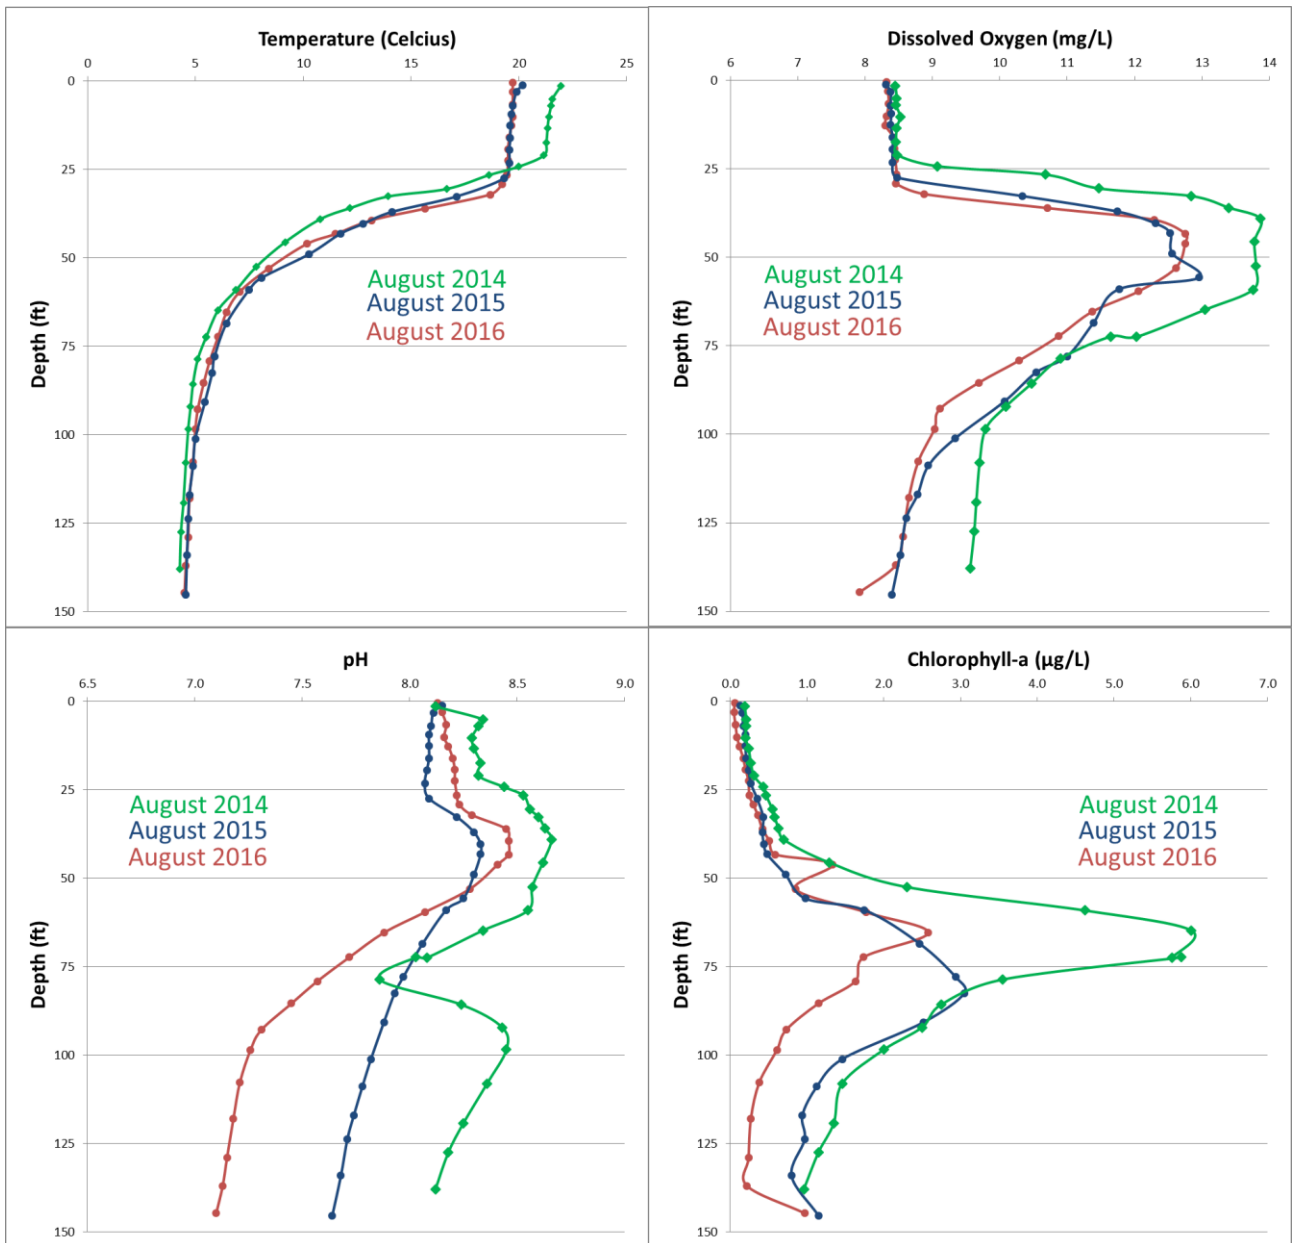 Temperature (Celcius)
0 5 10 15 20 25
0
25
50
75
100
125
150
Depth (ft)
August 2014
August 2015
August 2016
Dissolved Oxygen (mg/L)
6 7 8 9 10 11 12 13 14
0
25
50
75
100
125
150
Depth (ft)
August 2014
August 2015
August 2016
pH
6.5 7.0 7.5 8.0 8.5 9.0
0
25
50
75
100
125
150
Depth (ft)
August 2014
August 2015
August 2016
Chlorophyll-a (µg/L)
0.0 1.0 2.0 3.0 4.0 5.0 6.0 7.0
0
25
50
75
100
125
150
Depth (ft)
August 2014
August 2015
August 2016